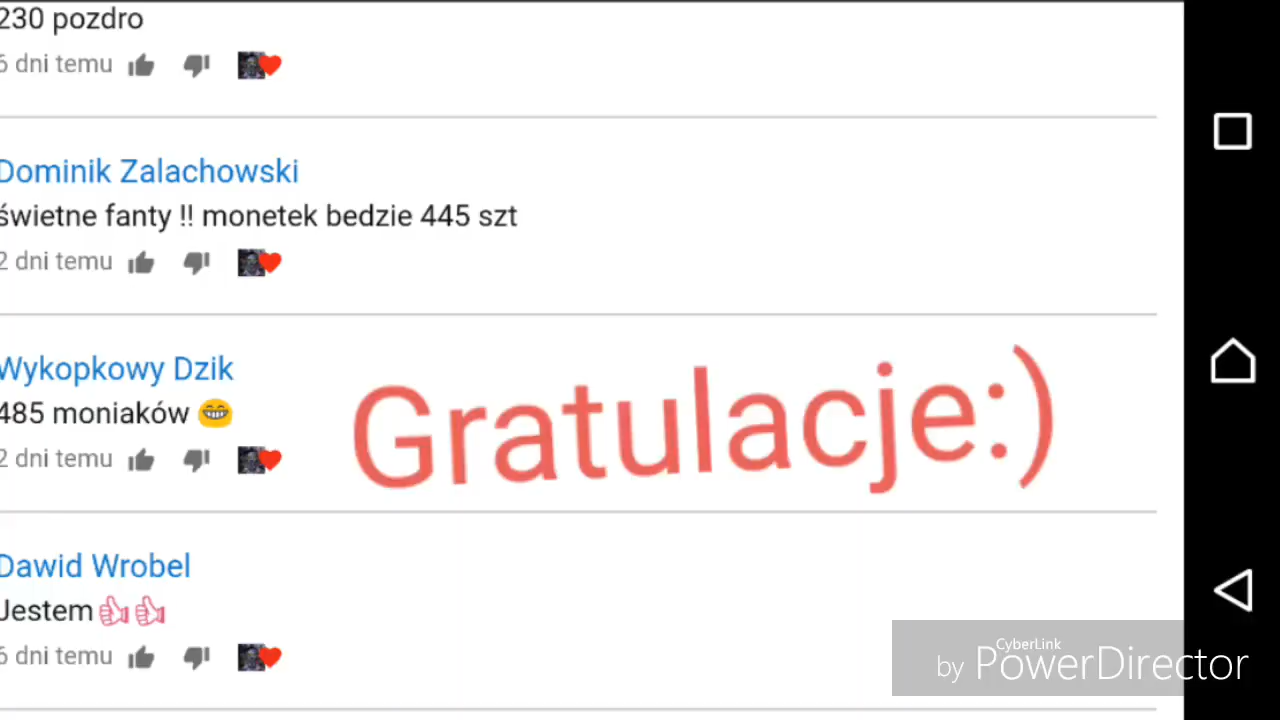 230 pozdro
6 dni temu
Dominik Zalachowski
świetne fanty !! monetek bedzie 445 szt
2 dni temu
Wykopkowy Dzik
485 moniaków 😁
2 dni temu
Gratulacje:)
Dawid Wrobel
Jestem👍👍
6 dni temu
CyberLink
by PowerDirector